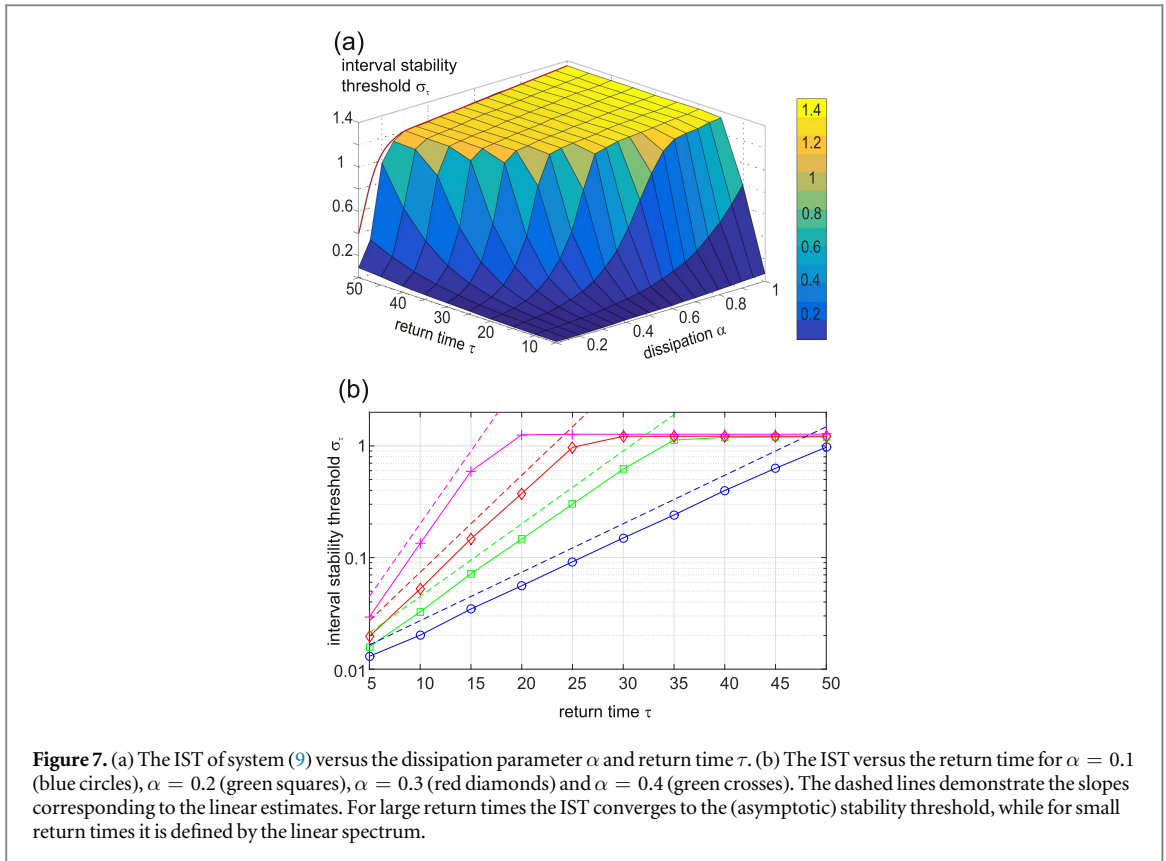 (a)
interval stability
threshold στ
1.4
1
0.6
0.2
50
40
30
20
10
return time τ
0.2
0.4
0.6
0.8
1
dissipation α
1.4
1.2
1
0.8
0.6
0.4
0.2
(b)
interval stability threshold στ
1
0.1
0.01
5 10 15 20 25 30 35 40 45 50
return time τ
Figure 7. (a) The IST of system (9) versus the dissipation parameter α and return time τ. (b) The IST versus the return time for α = 0.1
(blue circles), α = 0.2 (green squares), α = 0.3 (red diamonds) and α = 0.4 (green crosses). The dashed lines demonstrate the slopes
corresponding to the linear estimates. For large return times the IST converges to the (asymptotic) stability threshold, while for small
return times it is defined by the linear spectrum.